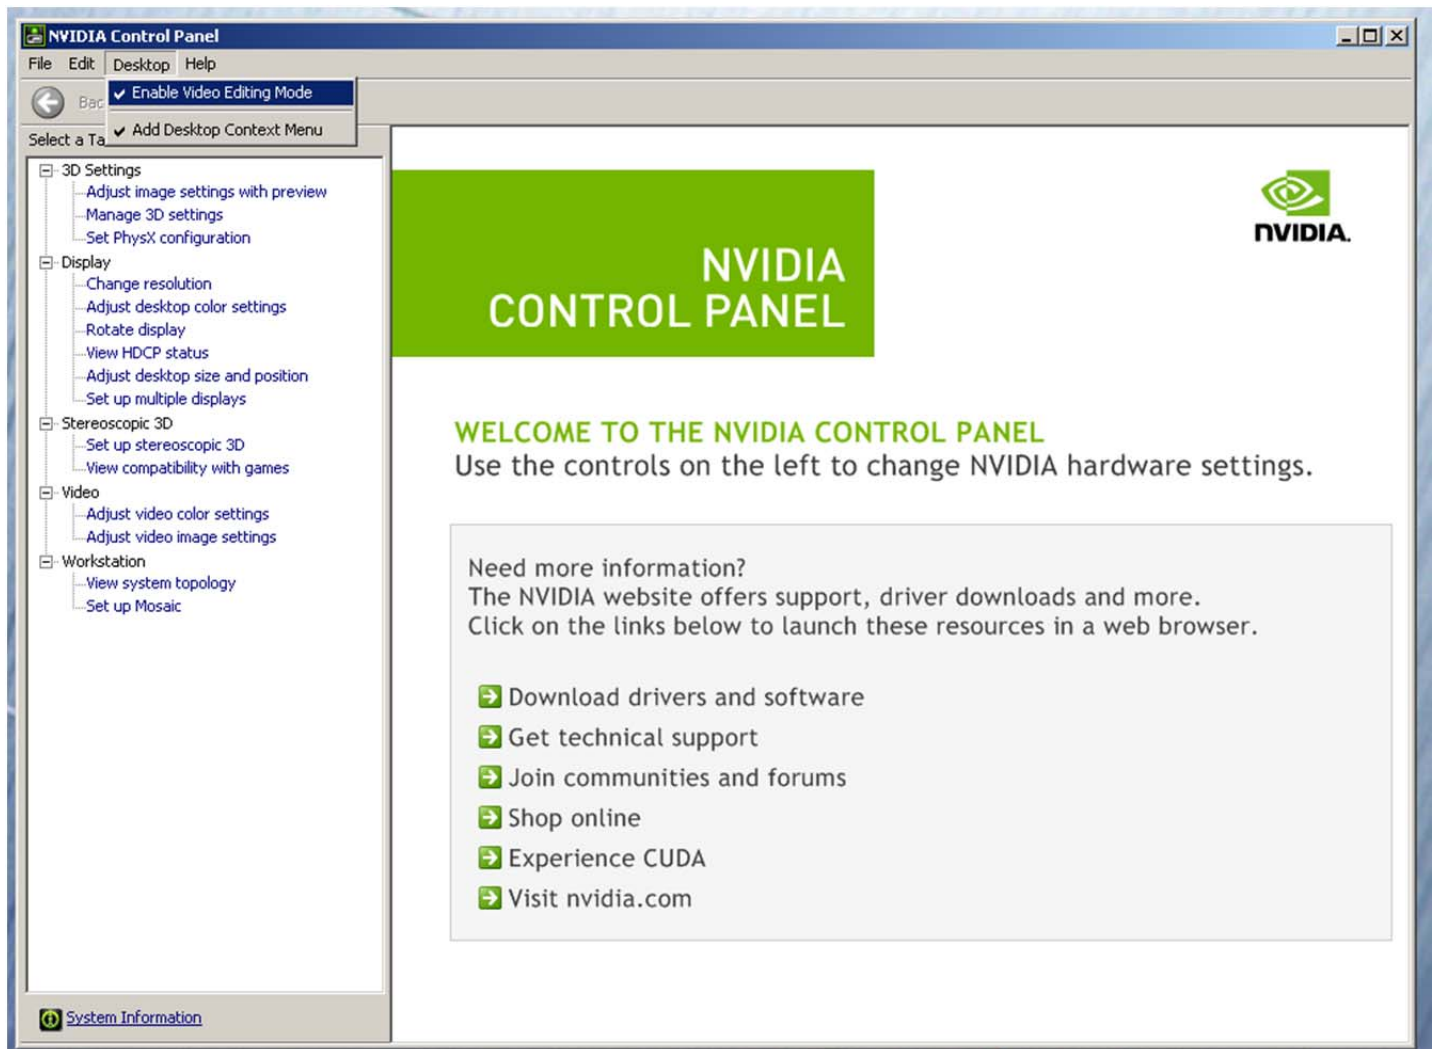 NVIDIA Control Panel
File Edit Desktop Help
Bac
Enable Video Editing Mode
Add Desktop Context Menu
Select a Ta
3D Settings
Adjust image settings with preview
Manage 3D settings
Set PhysX configuration
Display
Change resolution
Adjust desktop color settings
Rotate display
View HDCP status
Adjust desktop size and position
Set up multiple displays
Stereoscopic 3D
Set up stereoscopic 3D
View compatibility with games
Video
Adjust video color settings
Adjust video image settings
Workstation
View system topology
Set up Mosaic
System Information
NVIDIA
CONTROL PANEL
NVIDIA.
WELCOME TO THE NVIDIA CONTROL PANEL
Use the controls on the left to change NVIDIA hardware settings.
Need more information?
The NVIDIA website offers support, driver downloads and more.
Click on the links below to launch these resources in a web browser.
Download drivers and software
Get technical support
Join communities and forums
Shop online
Experience CUDA
Visit nvidia.com